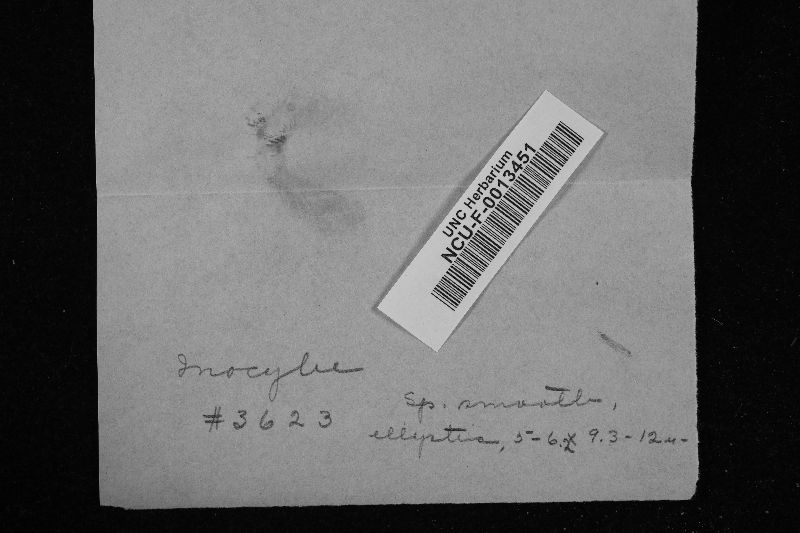 UNC Herbarium
NCU-F-0013451
Inocybe
#3623
Sp. smooth,
elliptic, 5-6. x 9.3-12 u-